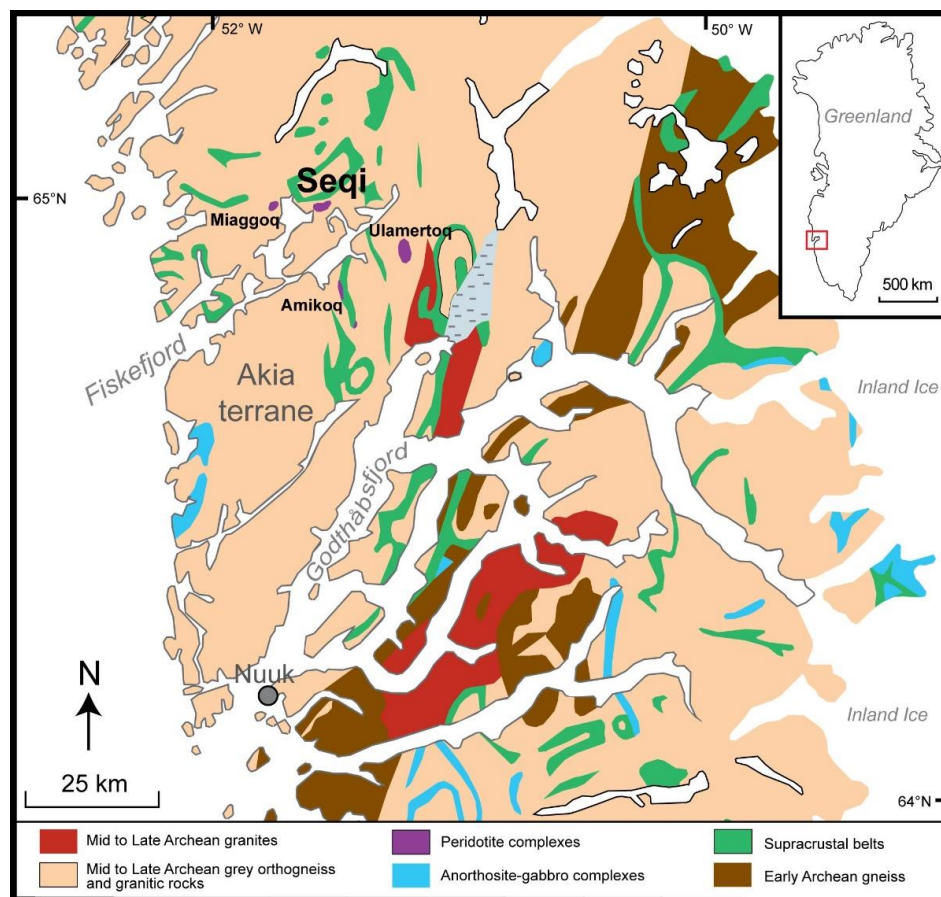 52° W
50° W
Greenland
500 km
65°N
Seqi
Miaggoq
Ulamertoq
Amikoq
Fiskefjord
Akia
terrane
Inland Ice
Godthåbsfjord
Nuuk
N
25 km
Inland Ice
64°N
Mid to Late Archean granites
Mid to Late Archean grey orthogneiss
and granitic rocks
Peridotite complexes
Anorthosite-gabbro complexes
Supracrustal belts
Early Archean gneiss